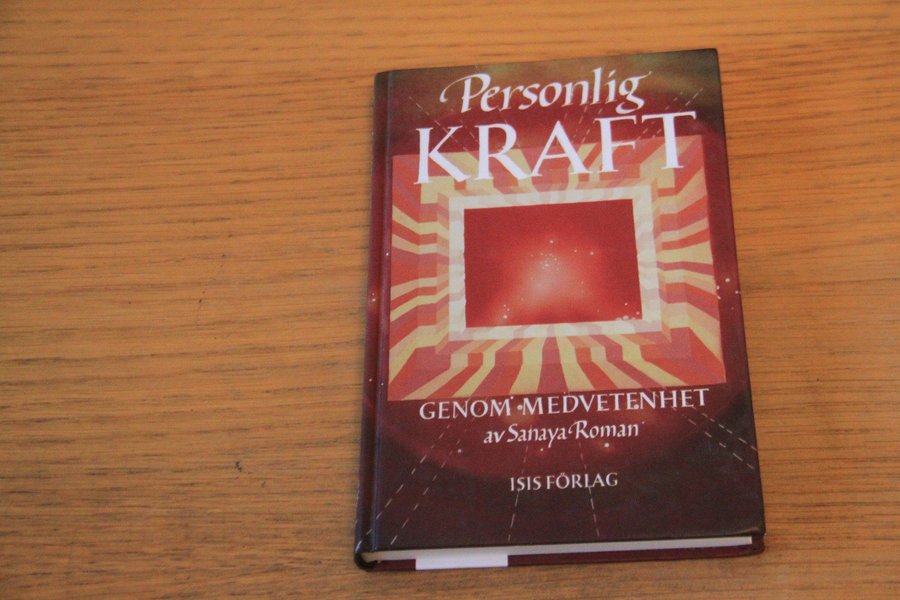 Personlig
KRAFT
GENOM MEDVETENHET
av Sanaya Roman
ISIS FÖRLAG